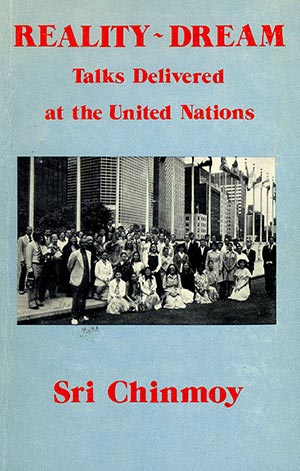 REALITY~DREAM
Talks Delivered
at the United Nations
Sri Chinmoy